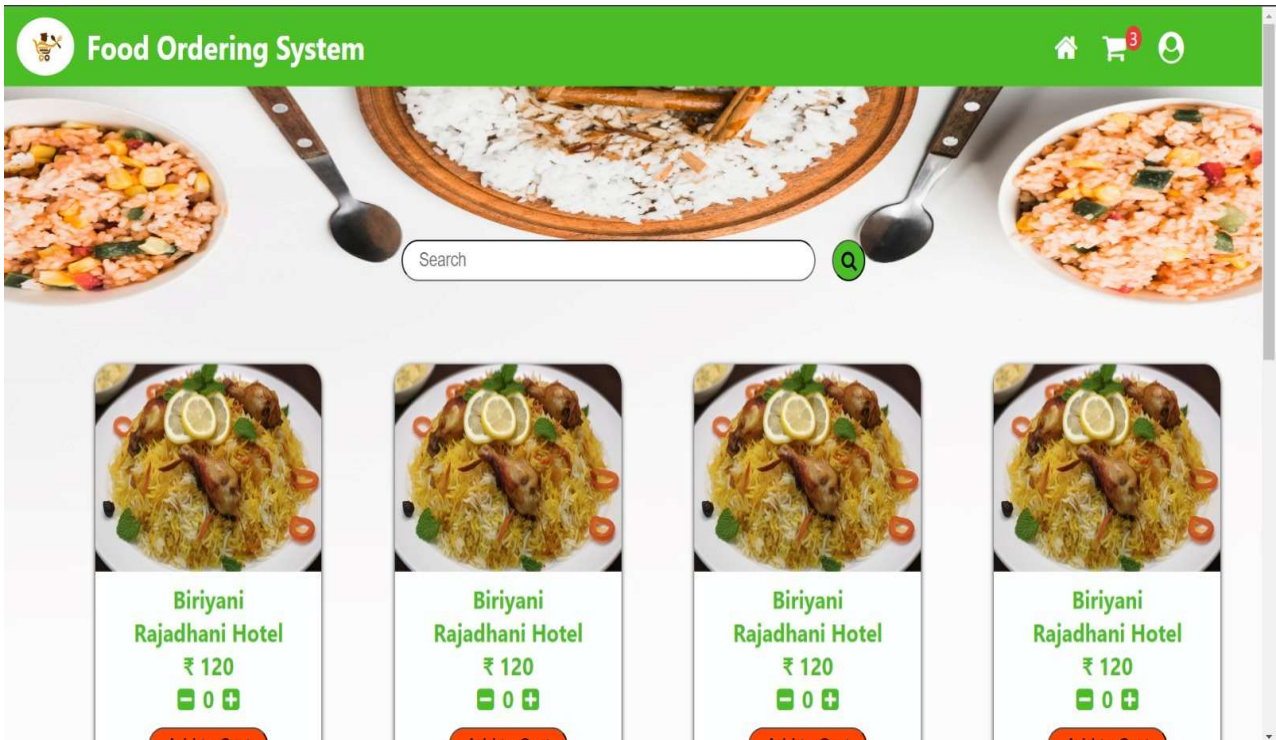 Food Ordering System
3
Search
Biriyani
Rajadhani Hotel
₹ 120
0
Biriyani
Rajadhani Hotel
₹ 120
0
Biriyani
Rajadhani Hotel
₹ 120
0
Biriyani
Rajadhani Hotel
₹ 120
0